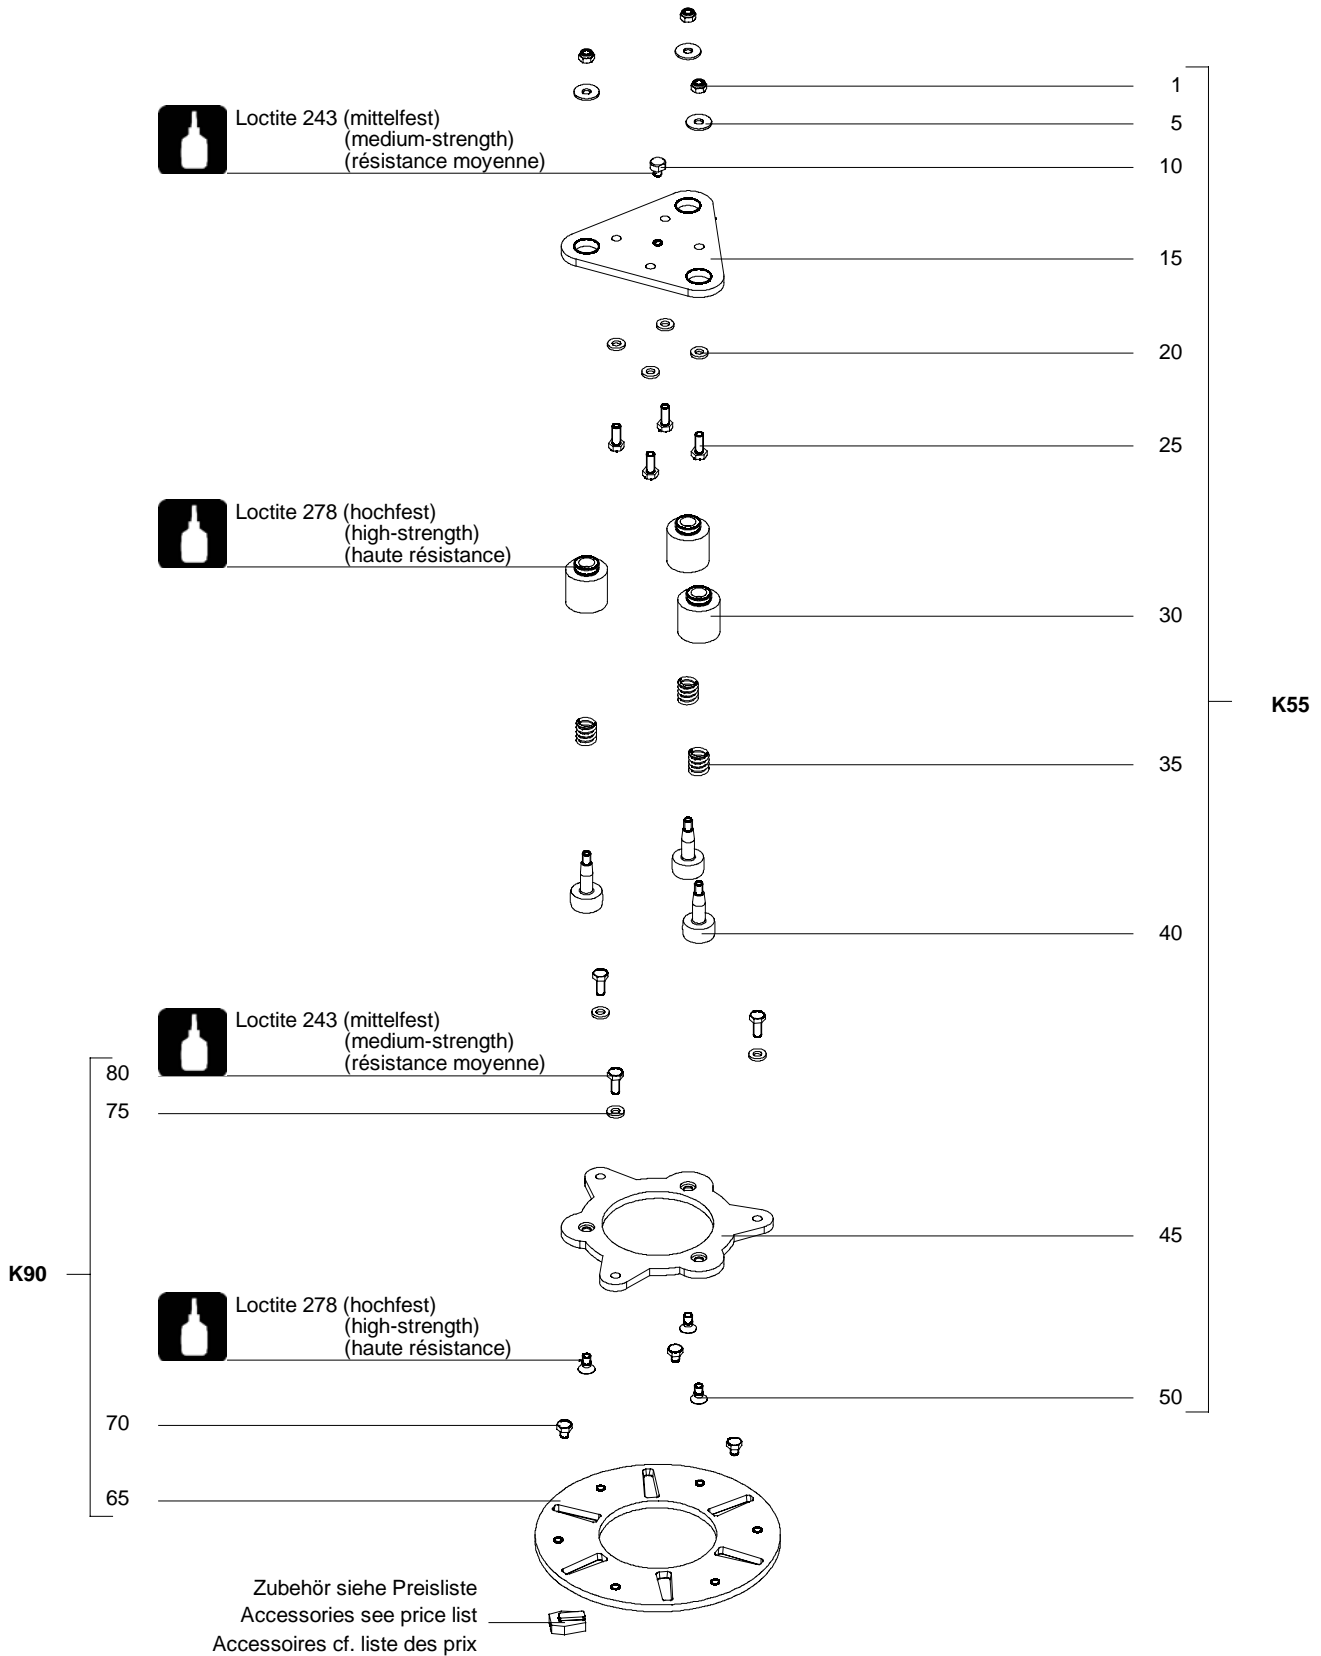 1
5
Loctite 243 (mittelfest)
(medium-strength)
(résistance moyenne)
10
15
20
25
Loctite 278 (hochfest)
(high-strength)
(haute résistance)
30
K55
35
40
Loctite 243 (mittelfest)
(medium-strength)
(résistance moyenne)
80
75
45
K90
Loctite 278 (hochfest)
(high-strength)
(haute résistance)
50
70
65
Zubehör siehe Preisliste
Accessories see price list
Accessoires cf. liste des prix